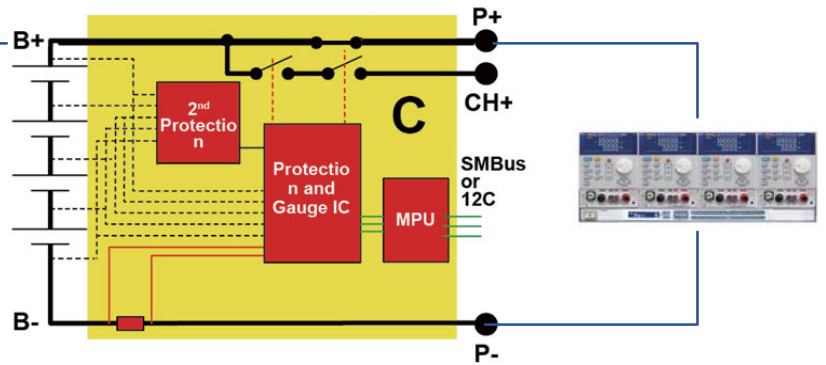 B+
P+
CH+
2nd
Protectio
n
C
Protectio
n and
Gauge IC
MPU
SMBus
or
12C
B-
P-